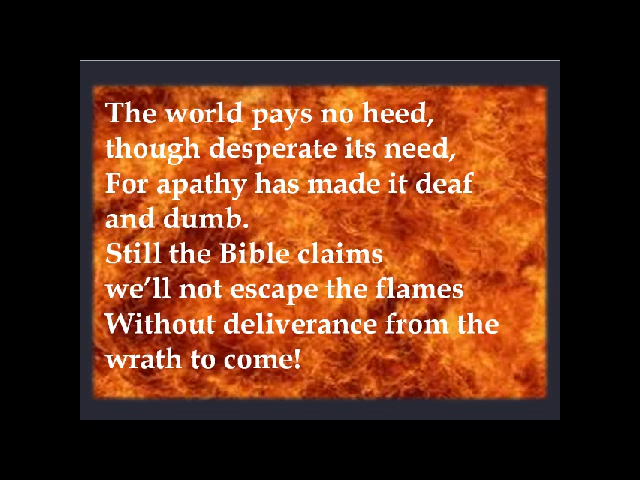 The world pays no heed,
though desperate its need,
For apathy has made it deaf
and dumb.
Still the Bible claims
we’ll not escape the flames
Without deliverance from the
wrath to come!